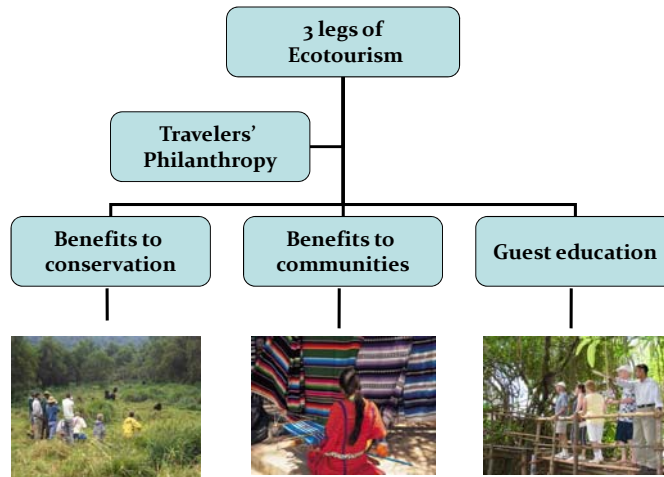 3 legs of
Ecotourism
Travelers’
Philanthropy
Benefits to
conservation
Benefits to
communities
Guest education